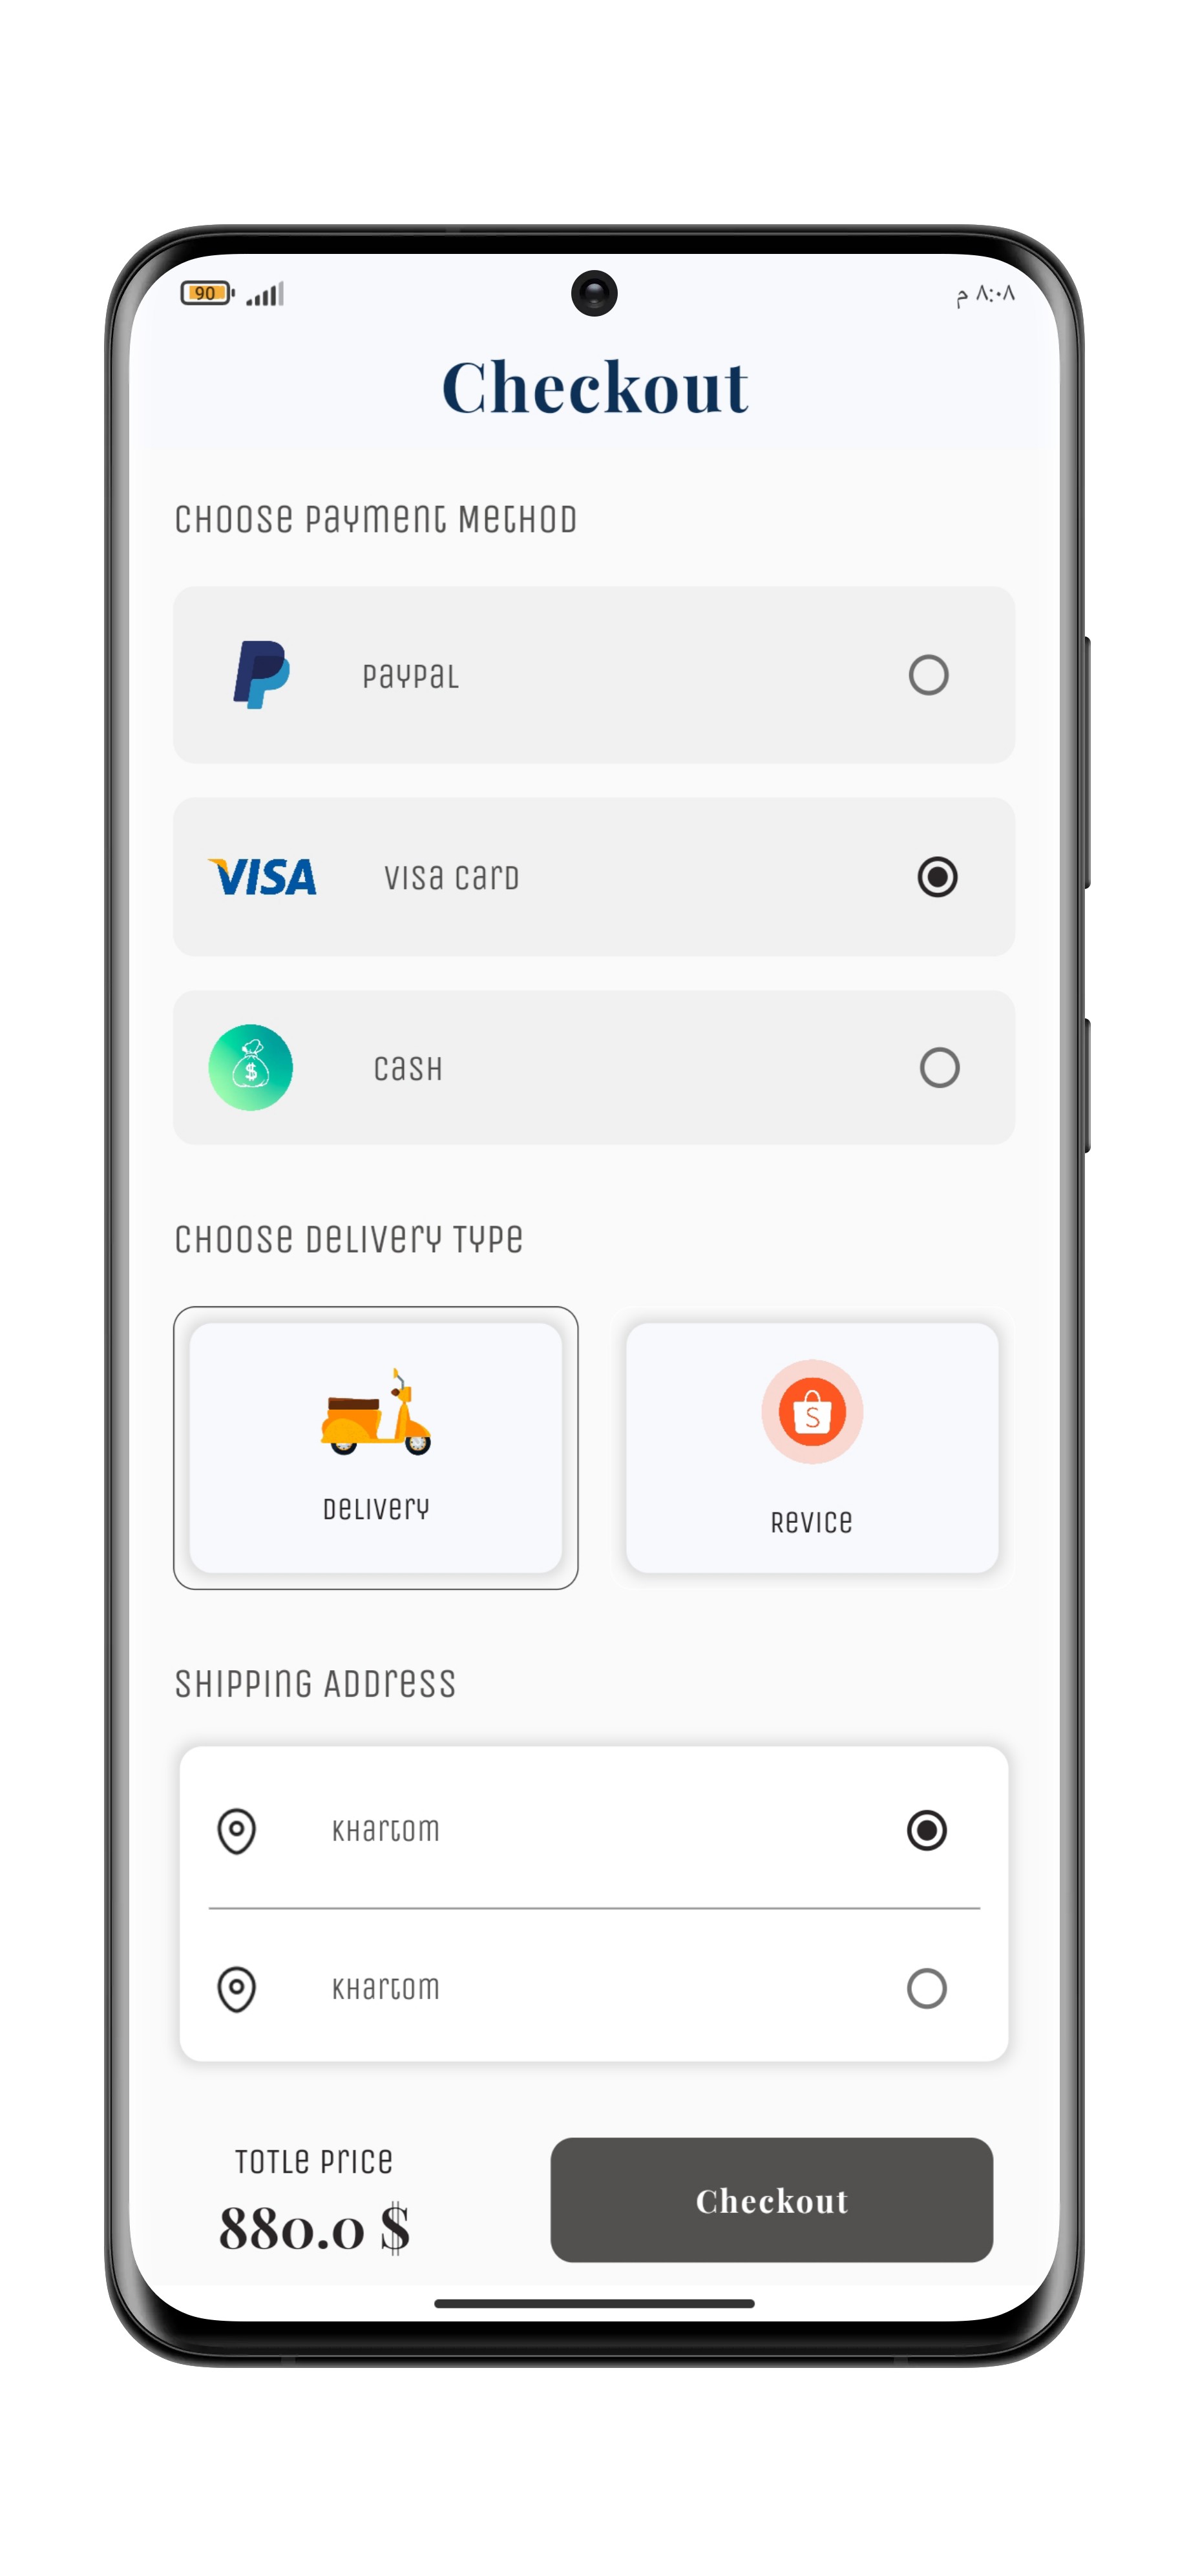 90
٨:٠٨ م
Checkout
Choose Payment Method
P
PayPal
VISA
Visa Card
$
Cash
Choose Delivery Type
S
Delivery
Revice
Shipping Address
Khartom
Khartom
Totle Price
880.0 $
Checkout